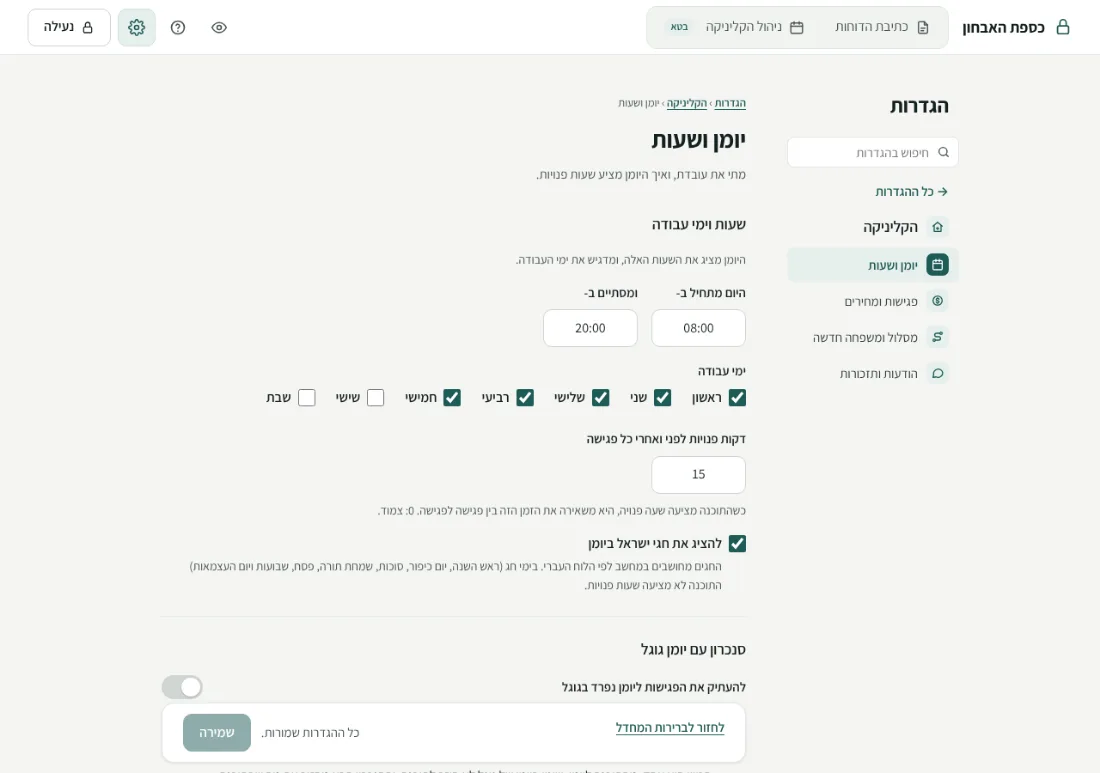 כספת האבחון
כתיבת הדוחות
ניהול הקליניקה
בטא
נעילה
הגדרות
חיפוש בהגדרות
כל ההגדרות
הקליניקה
יומן ושעות
פגישות ומחירים
מסלול ומשפחה חדשה
הודעות ותזכורות
הגדרות › הקליניקה › יומן ושעות
יומן ושעות
מתי את עובדת, ואיך היומן מציע שעות פנויות.
שעות וימי עבודה
היומן מציג את השעות האלה, ומדגיש את ימי העבודה.
היום מתחיל ב- ומסתיים ב-
08:00 20:00
ימי עבודה
ראשון שני שלישי רביעי חמישי שישי שבת
דקות פנויות לפני ואחרי כל פגישה
15
כשהתוכנה מציעה שעה פנויה, היא משאירה את הזמן הזה בין פגישה לפגישה. 0: צמוד.
להציג את חגי ישראל ביומן
החגים מחושבים במחשב לפי הלוח העברי. בימי חג (ראש השנה, יום כיפור, סוכות, שמחת תורה, פסח, שבועות ויום העצמאות)
התוכנה לא מציעה שעות פנויות.
סנכרון עם יומן גוגל
להעתיק את הפגישות ליומן נפרד בגוגל
לחזור לברירות המחדל
כל ההגדרות שמורות.
שמירה